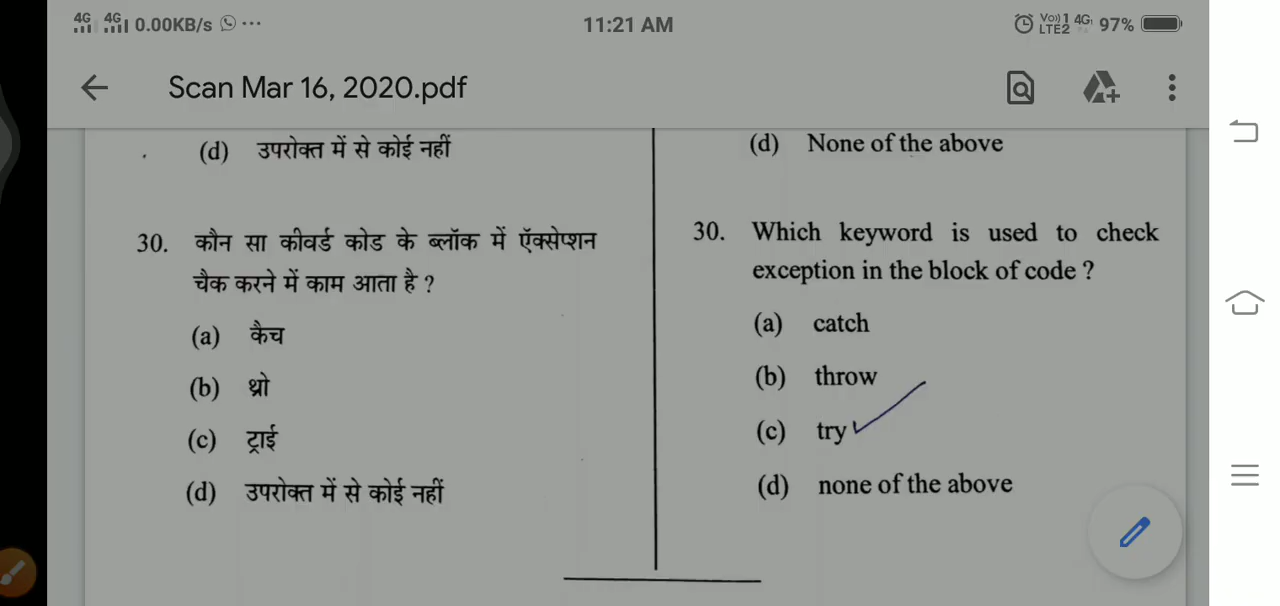 4G 4G 0.00KB/s ... 11:21 AM Vo) 1 4G LTE2 97%
Scan Mar 16, 2020.pdf
(d) उपरोक्त में से कोई नहीं
30. कौन सा कीवर्ड कोड के ब्लॉक में ऍक्सेप्शन
चैक करने में काम आता है ?
(a) कैच
(b) थ्रो
(c) ट्राई
(d) उपरोक्त में से कोई नहीं
(d) None of the above
30. Which keyword is used to check
exception in the block of code ?
(a) catch
(b) throw
(c) try
(d) none of the above